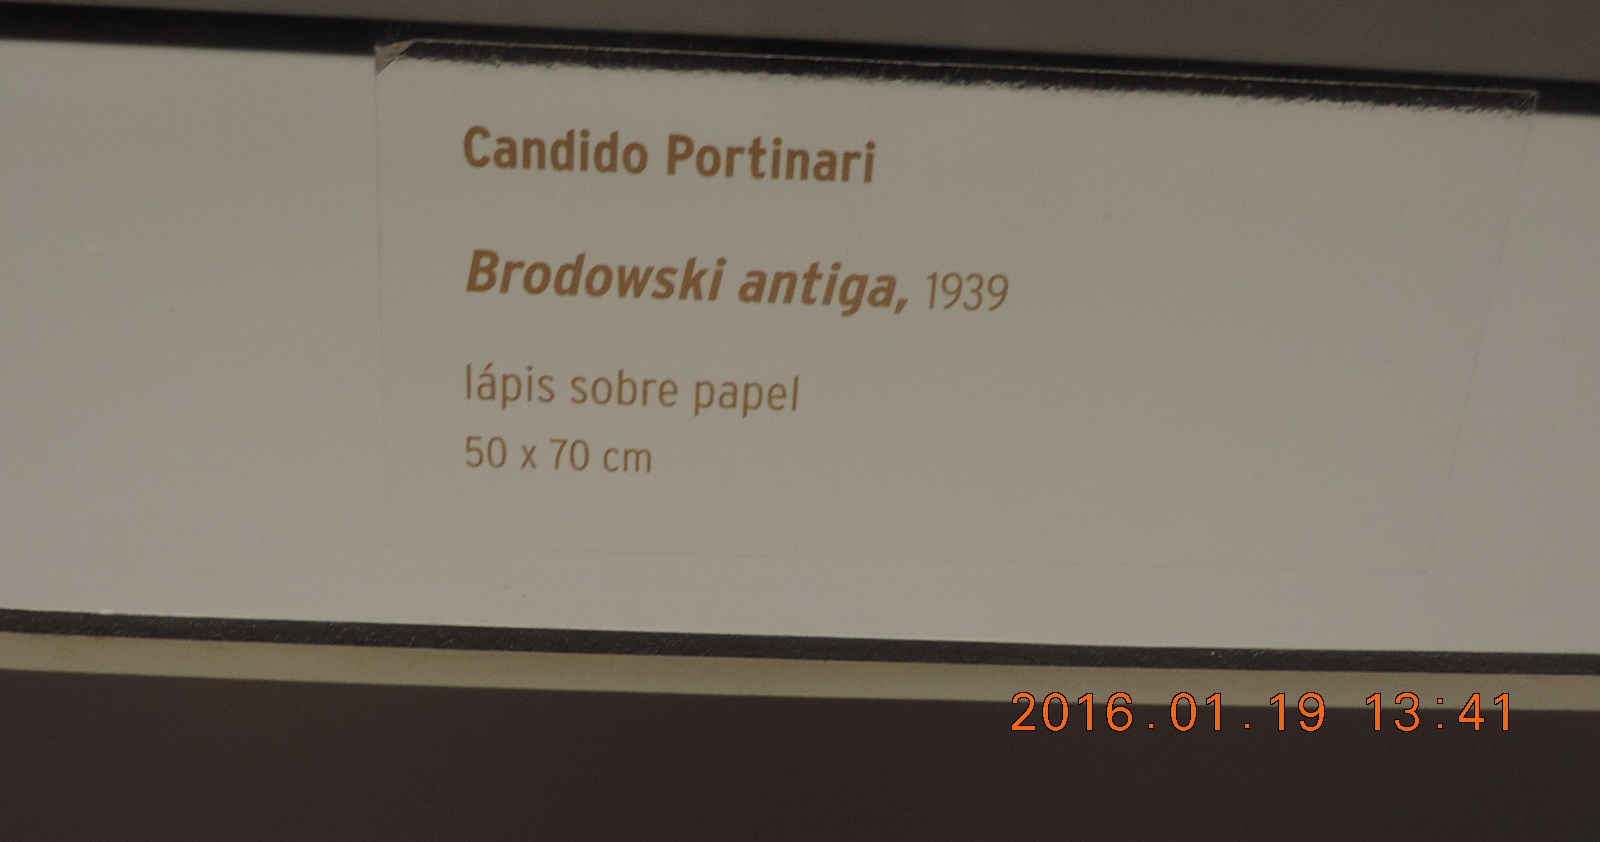 Candido Portinari
Brodowski antiga, 1939
lápis sobre papel
50 x 70 cm
2016.01.19 13:41